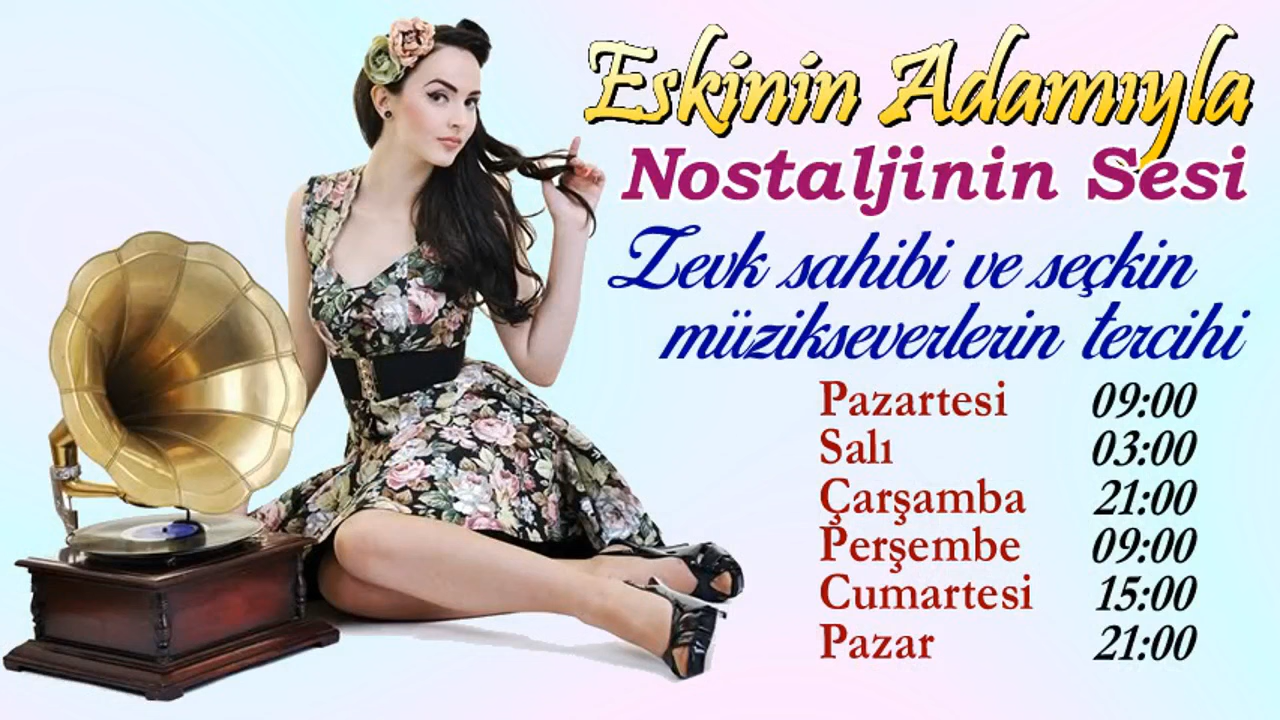 Eskinin Adamıyla
Nostaljinin Sesi
Zevk sahibi ve seçkin
müzikseverlerin tercihi
Pazartesi 09:00
Salı 03:00
Çarşamba 21:00
Perşembe 09:00
Cumartesi 15:00
Pazar 21:00